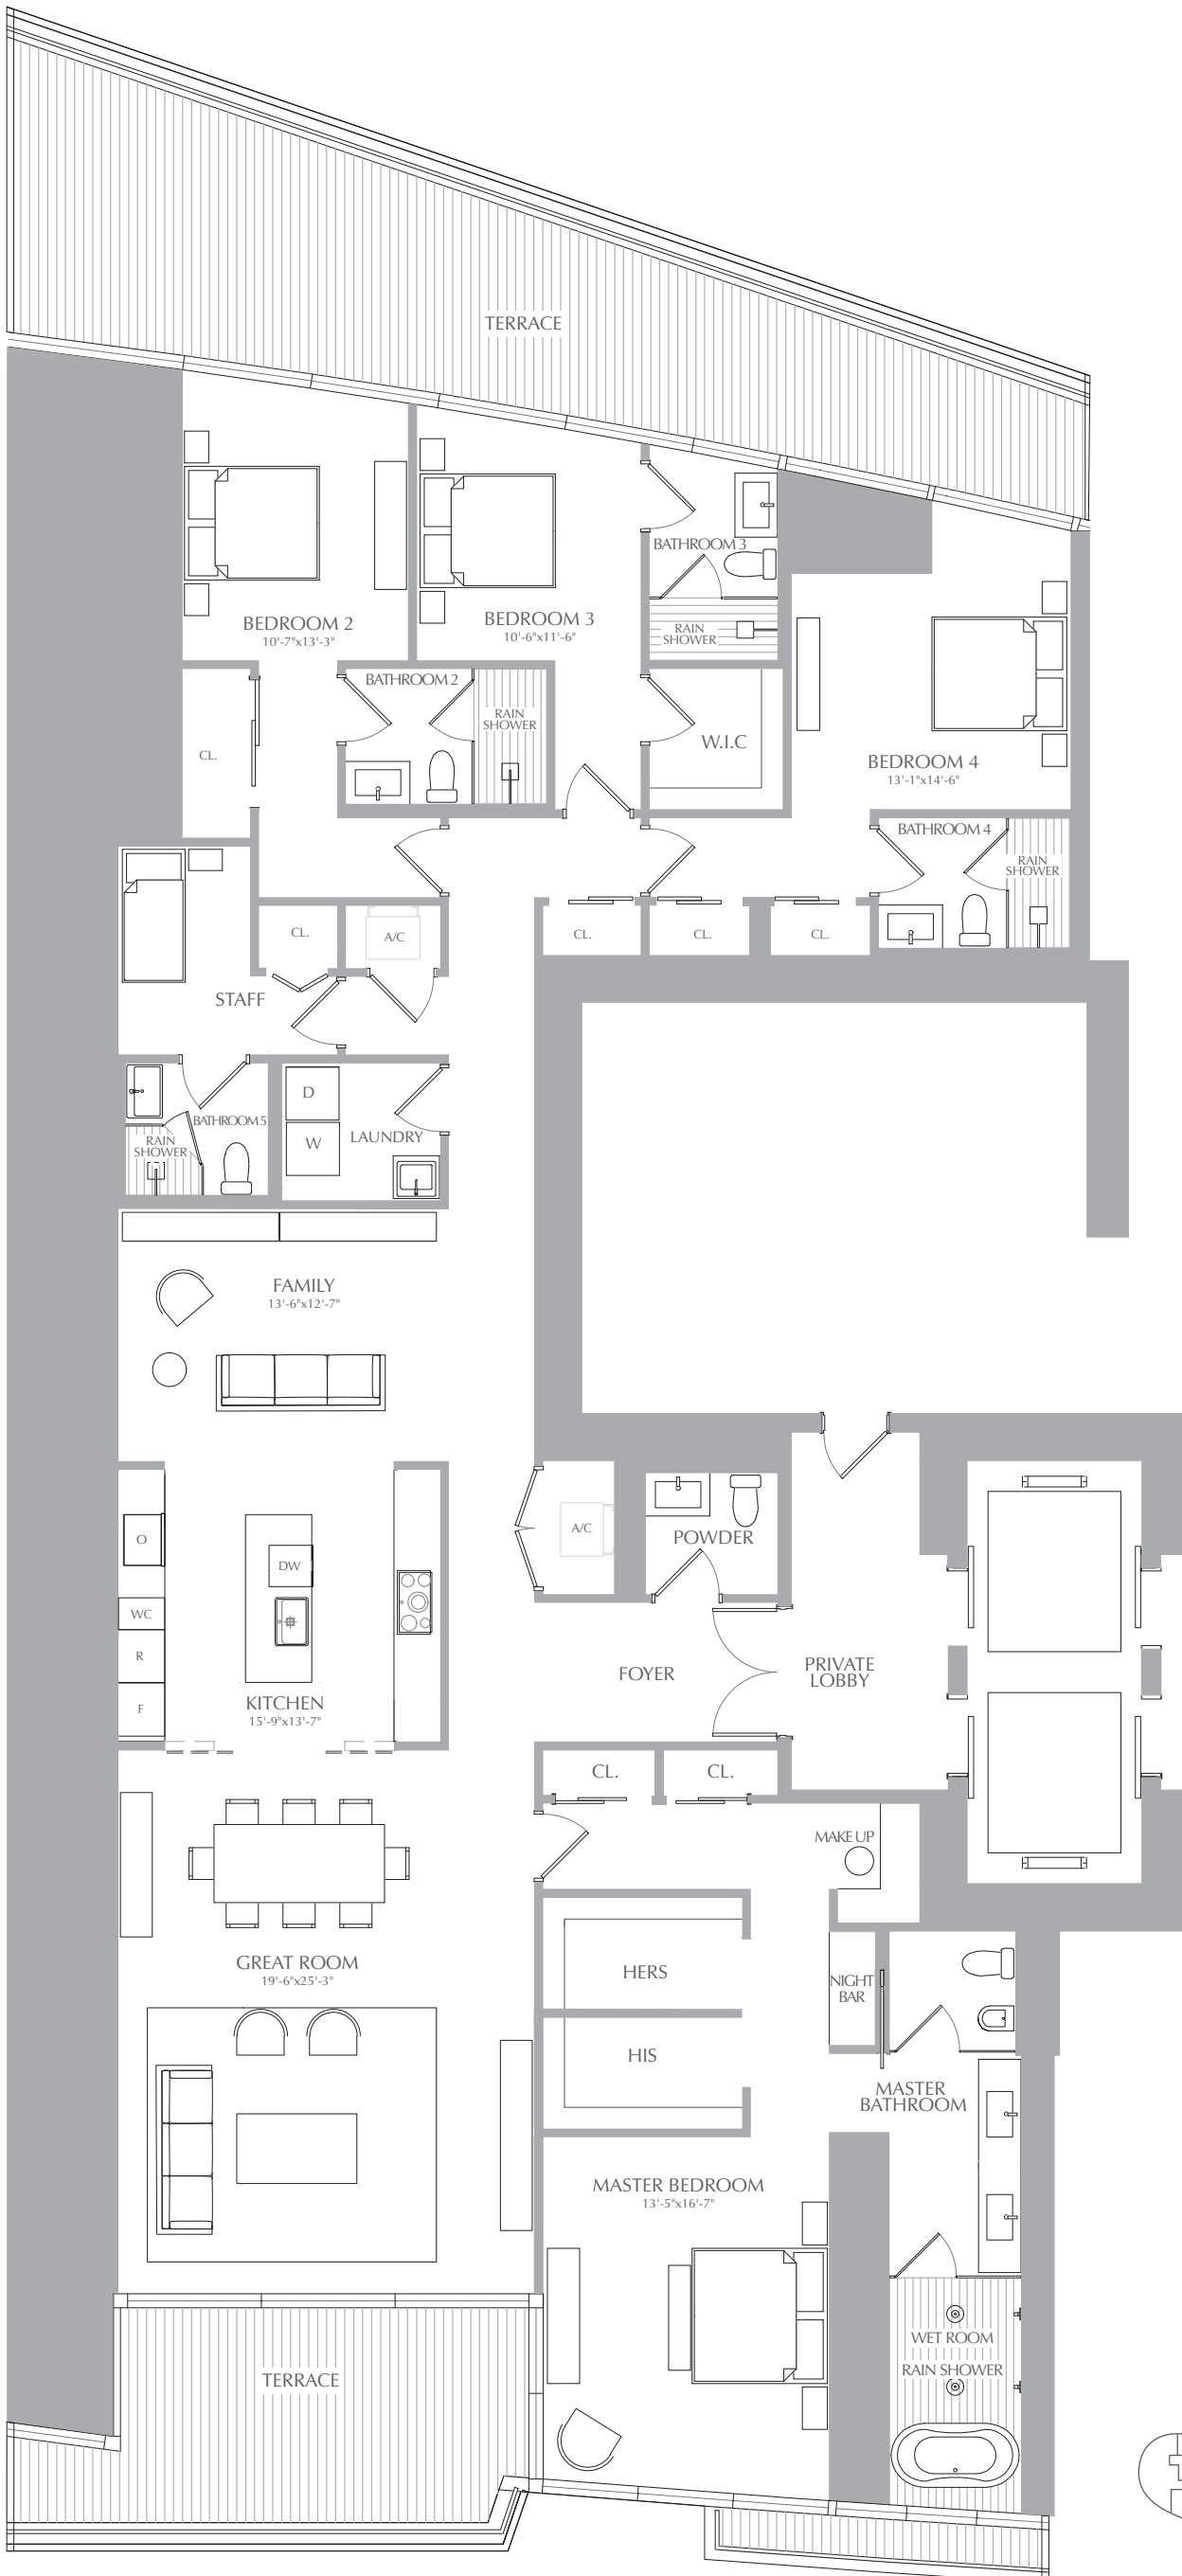 TERRACE
BEDROOM 2
10'-7"x13'-3"
BEDROOM 3
10'-6"x11'-6"
BATHROOM 3
RAIN
SHOWER
BATHROOM 2
RAIN
SHOWER
CL.
W.I.C
BEDROOM 4
13'-1"x14'-6"
BATHROOM 4
RAIN
SHOWER
CL.
A/C
CL.
CL.
CL.
STAFF
D
W
LAUNDRY
BATHROOM 5
RAIN
SHOWER
FAMILY
13'-6"x12'-7"
O
DW
WC
R
F
KITCHEN
15'-9"x13'-7"
A/C
POWDER
FOYER
PRIVATE
LOBBY
CL.
CL.
MAKE UP
GREAT ROOM
19'-6"x25'-3"
HERS
NIGHT
BAR
HIS
MASTER
BATHROOM
MASTER BEDROOM
13'-5"x16'-7"
WET ROOM
RAIN SHOWER
TERRACE